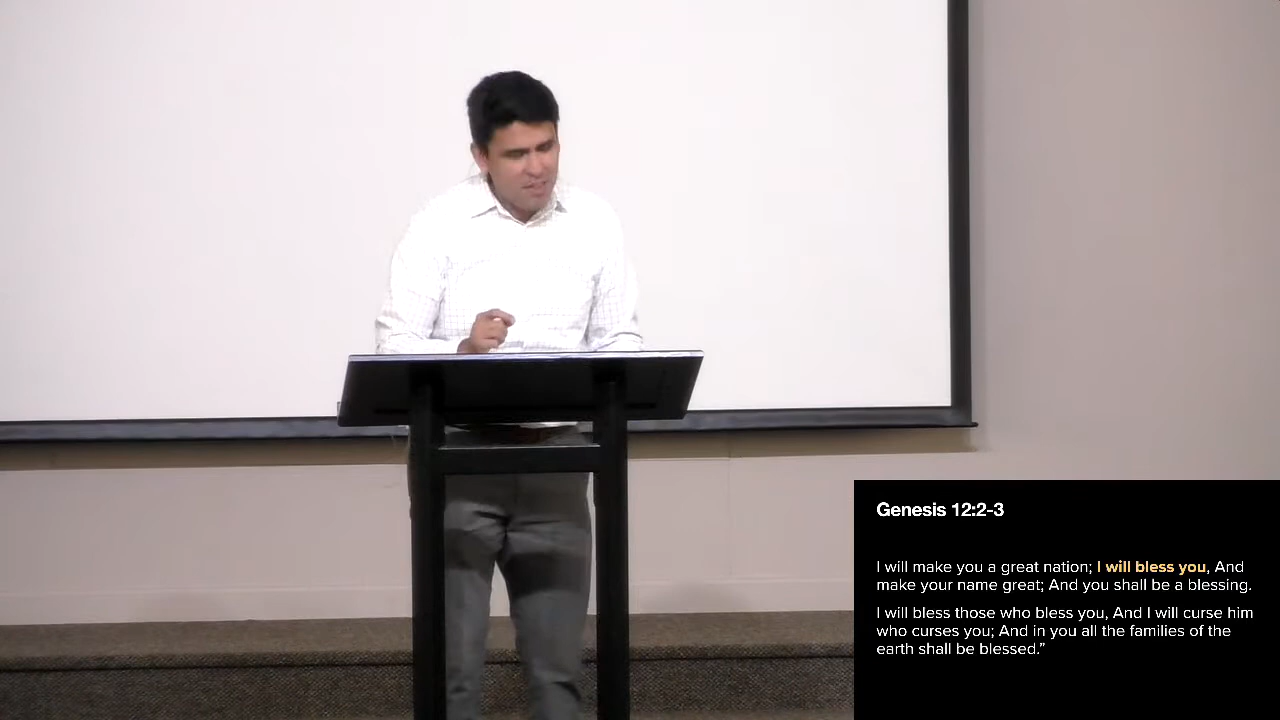 Genesis 12:2-3
I will make you a great nation; I will bless you, And
make your name great; And you shall be a blessing.
I will bless those who bless you, And I will curse him
who curses you; And in you all the families of the
earth shall be blessed.”